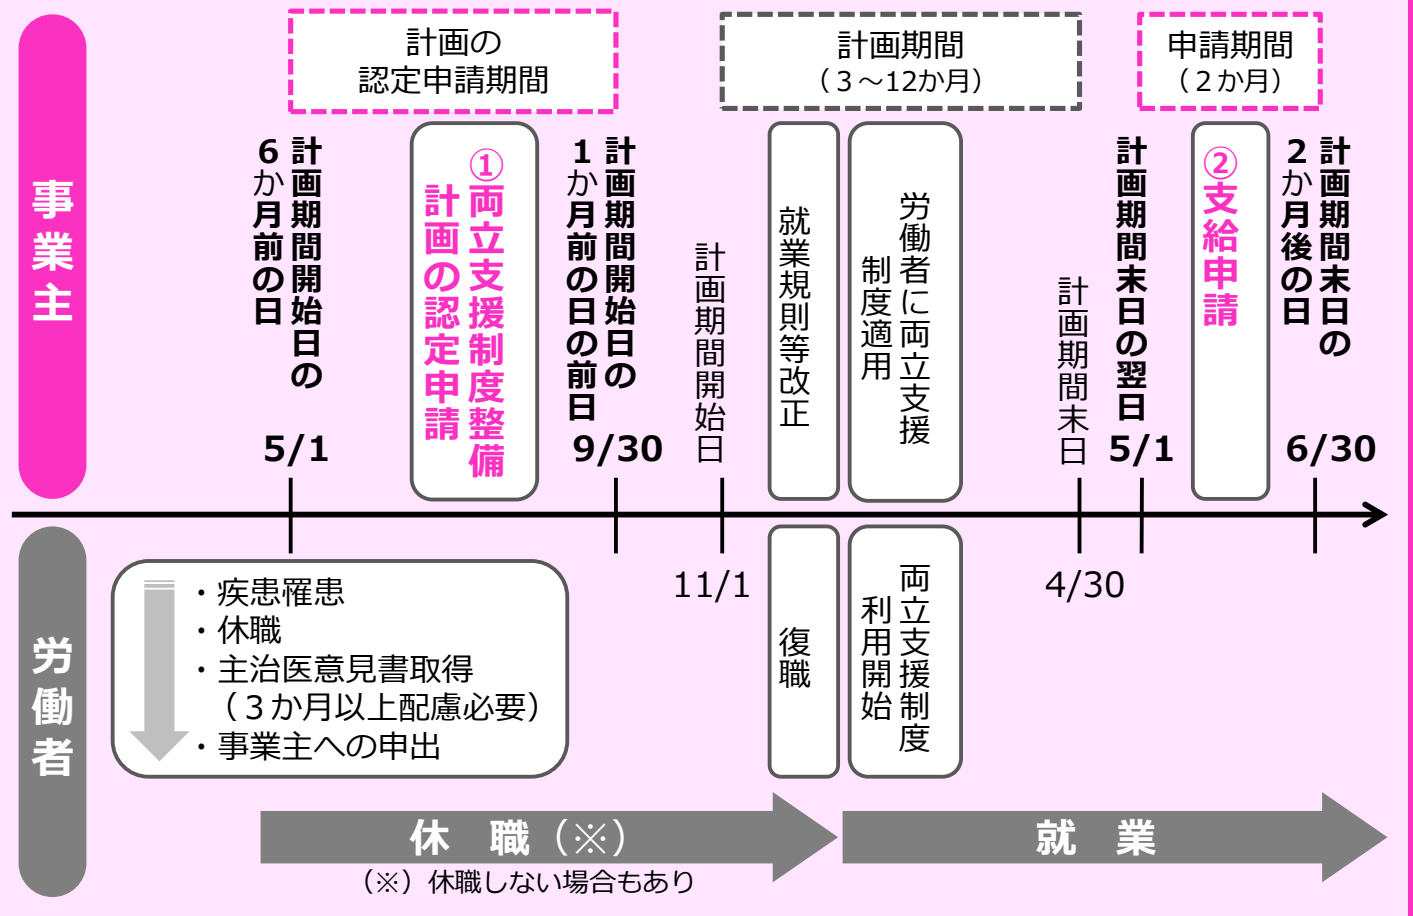 事業主
計画の
認定申請期間
計画期間
（３～12か月）
申請期間
（２か月）
計画期間開始日の
６か月前の日
5/1
①両立支援制度整備
計画の認定申請
計画期間開始日の
１か月前の日の前日
9/30
計画期間開始日
就業規則等改正
労働者に両立支援
制度適用
計画期間末日
計画期間末日の翌日
5/1
②支給申請
計画期間末日の
２か月後の日
6/30
労働者
・疾患罹患
・休職
・主治医意見書取得
（３か月以上配慮必要）
・事業主への申出
11/1
復職
両立支援制度
利用開始
4/30
休　職（※）
就　業
（※）休職しない場合もあり